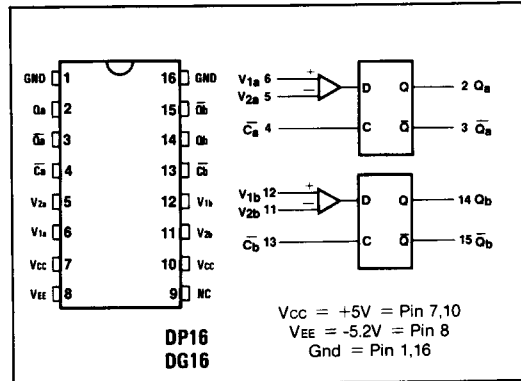 GND 1 16 GND
Qa 2 15 Q̅b
Q̅a 3 14 Qb
C̅a 4 13 C̅b
V2a 5 12 V1b
V1a 6 11 V2b
VCC 7 10 VCC
VEE 8 9 NC
DP16
DG16
V1a 6 + D Q 2 Qa
V2a 5 −
C̅a 4 C Q̅ 3 Q̅a
V1b 12 + D Q 14 Qb
V2b 11 −
C̅b 13 C Q̅ 15 Q̅b
VCC = +5V = Pin 7,10
VEE = -5.2V = Pin 8
Gnd = Pin 1,16